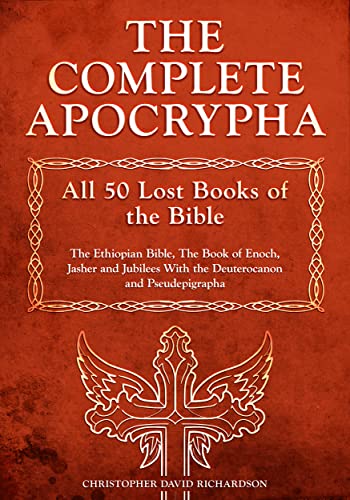 THE
COMPLETE
APOCRYPHA
All 50 Lost Books of
the Bible
The Ethiopian Bible, The Book of Enoch,
Jasher and Jubilees With the Deuterocanon
and Pseudepigrapha
CHRISTOPHER DAVID RICHARDSON